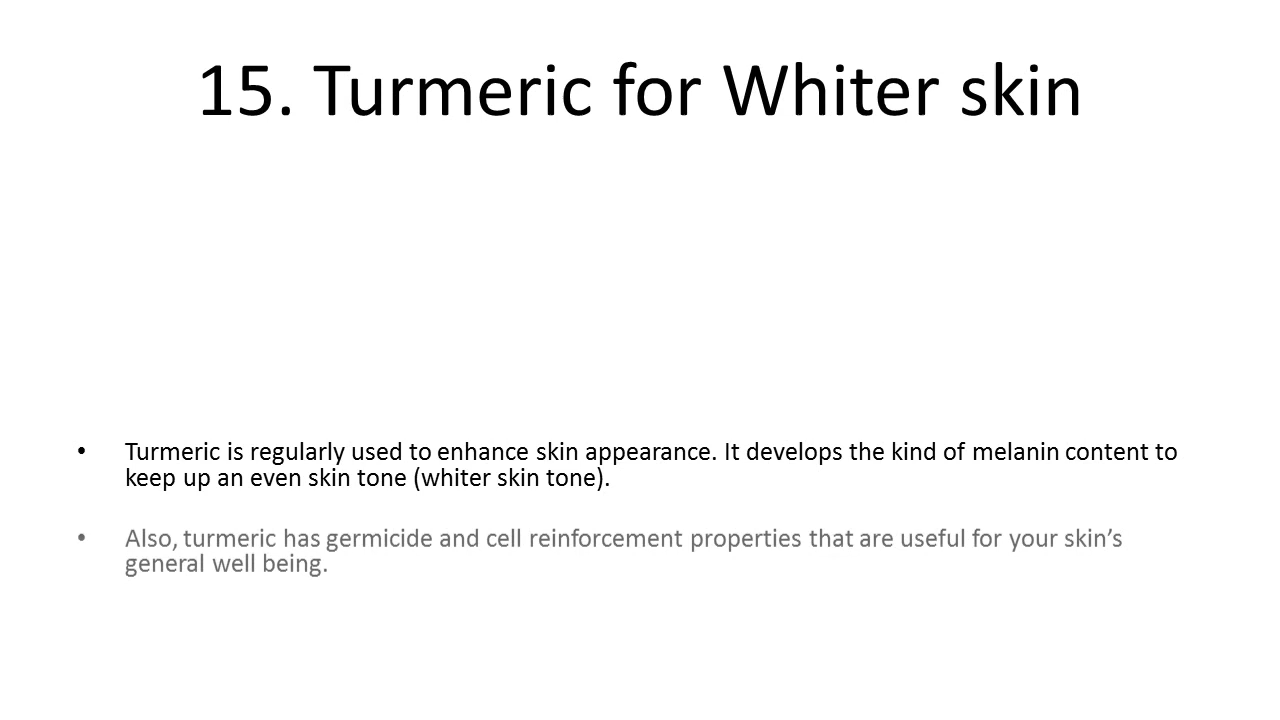 15. Turmeric for Whiter skin
• Turmeric is regularly used to enhance skin appearance. It develops the kind of melanin content to
keep up an even skin tone (whiter skin tone).
• Also, turmeric has germicide and cell reinforcement properties that are useful for your skin’s
general well being.